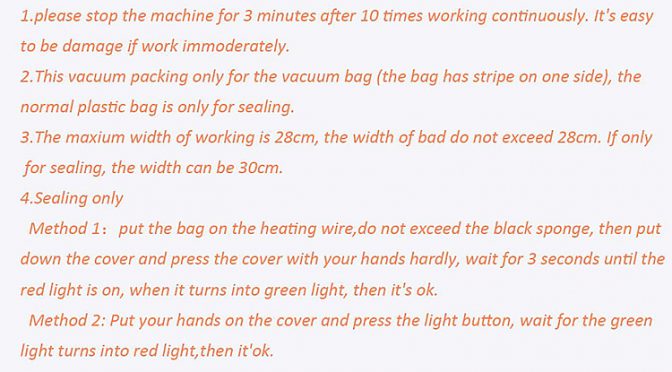 1.please stop the machine for 3 minutes after 10 times working continuously. It's easy
to be damage if work immoderately.
2.This vacuum packing only for the vacuum bag (the bag has stripe on one side), the
normal plastic bag is only for sealing.
3.The maxium width of working is 28cm, the width of bad do not exceed 28cm. If only
for sealing, the width can be 30cm.
4.Sealing only
Method 1：put the bag on the heating wire,do not exceed the black sponge, then put
down the cover and press the cover with your hands hardly, wait for 3 seconds until the
red light is on, when it turns into green light, then it's ok.
Method 2: Put your hands on the cover and press the light button, wait for the green
light turns into red light,then it'ok.